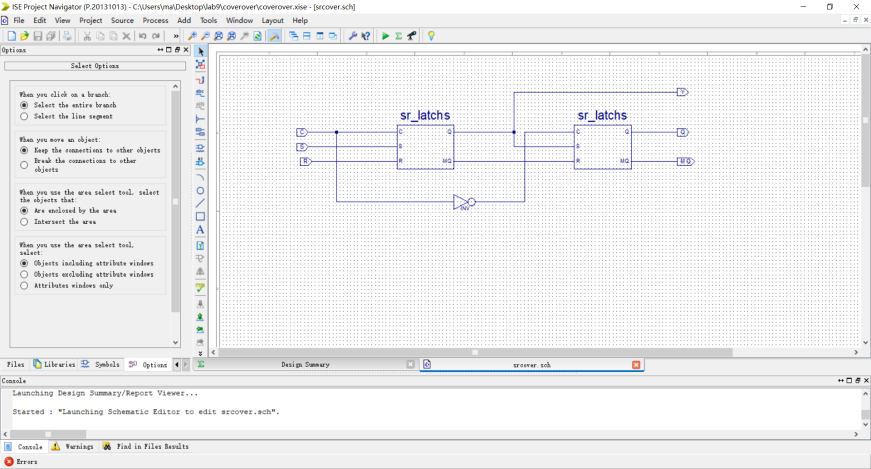 ISE Project Navigator (P.20131013) - C:\Users\ma\Desktop\lab9\coverover\coverover.xise - [srcover.sch]
File Edit View Project Source Process Add Tools Window Layout Help
Options
Select Options
When you click on a branch:
Select the entire branch
Select the line segment
When you move an object:
Keep the connections to other objects
Break the connections to other
objects
When you use the area select tool, select
the objects that:
Are enclosed by the area
Intersect the area
When you use the area select tool,
select:
Objects including attribute windows
Objects excluding attribute windows
Attributes windows only
sr_latchs
sr_latchs
Y
C
C
Q
C
Q
Q
S
S
S
R
R
MQ
R
MQ
MQ
INV
Files Libraries Symbols Options
Design Summary
srcover.sch
Console
Launching Design Summary/Report Viewer...
Started : "Launching Schematic Editor to edit srcover.sch".
Console Warnings Find in Files Results
Errors